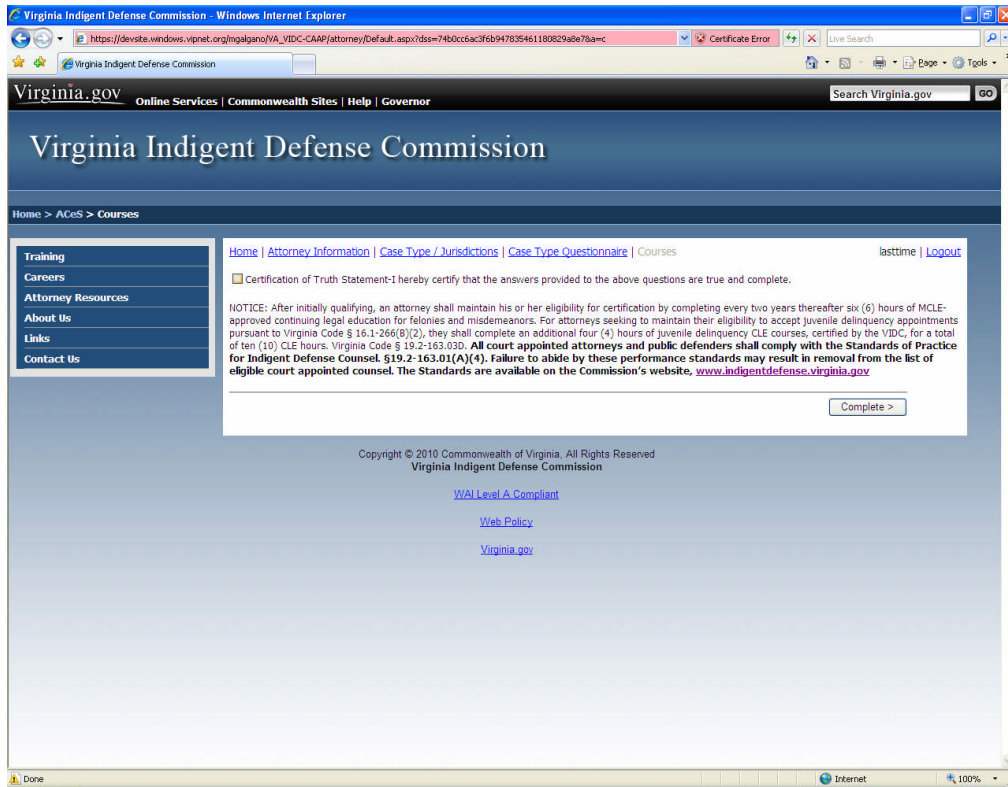 Virginia Indigent Defense Commission - Windows Internet Explorer
https://devsite.windows.vipnet.org/mgalgano/VA_VIDC-CAAP/attorney/Default.aspx?dss=74b0cc6ac3f6b947835461180829a8e78a=c
Certificate Error
Live Search
Virginia Indigent Defense Commission
Page
Tools
Virginia.gov Online Services | Commonwealth Sites | Help | Governor
Search Virginia.gov GO
Virginia Indigent Defense Commission
Home > ACeS > Courses
Training
Careers
Attorney Resources
About Us
Links
Contact Us
Home | Attorney Information | Case Type / Jurisdictions | Case Type Questionnaire | Courses
lasttime | Logout
Certification of Truth Statement-I hereby certify that the answers provided to the above questions are true and complete.
NOTICE: After initially qualifying, an attorney shall maintain his or her eligibility for certification by completing every two years thereafter six (6) hours of MCLE-
approved continuing legal education for felonies and misdemeanors. For attorneys seeking to maintain their eligibility to accept juvenile delinquency appointments
pursuant to Virginia Code § 16.1-266(B)(2), they shall complete an additional four (4) hours of juvenile delinquency CLE courses, certified by the VIDC, for a total
of ten (10) CLE hours. Virginia Code § 19.2-163.03D. All court appointed attorneys and public defenders shall comply with the Standards of Practice
for Indigent Defense Counsel. §19.2-163.01(A)(4). Failure to abide by these performance standards may result in removal from the list of
eligible court appointed counsel. The Standards are available on the Commission's website, www.indigentdefense.virginia.gov
Complete >
Copyright © 2010 Commonwealth of Virginia, All Rights Reserved
Virginia Indigent Defense Commission
WAI Level A Compliant
Web Policy
Virginia.gov
Done
Internet
100%